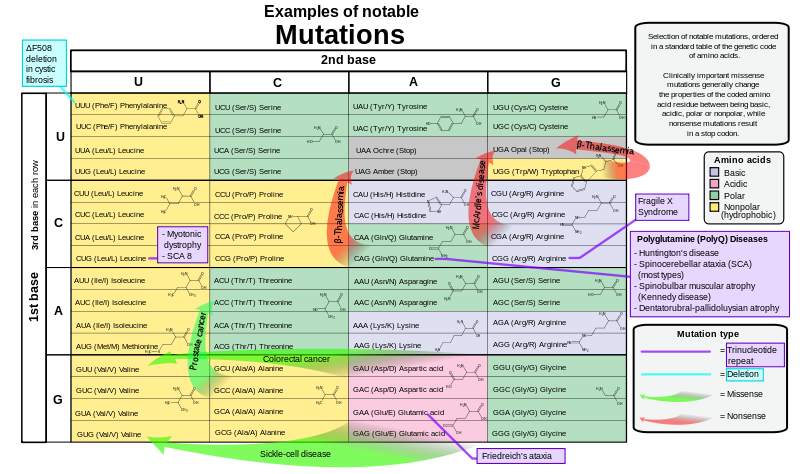 Examples of notable
Mutations
ΔF508
deletion
in cystic
fibrosis
2nd base
U
C
A
G
3rd base in each row
1st base
U
UUU (Phe/F) Phenylalanine
UUC (Phe/F) Phenylalanine
UUA (Leu/L) Leucine
UUG (Leu/L) Leucine
UCU (Ser/S) Serine
UCC (Ser/S) Serine
UCA (Ser/S) Serine
UCG (Ser/S) Serine
UAU (Tyr/Y) Tyrosine
UAC (Tyr/Y) Tyrosine
UAA Ochre (Stop)
UAG Amber (Stop)
UGU (Cys/C) Cysteine
UGC (Cys/C) Cysteine
UGA Opal (Stop)
UGG (Trp/W) Tryptophan
C
CUU (Leu/L) Leucine
CUC (Leu/L) Leucine
CUA (Leu/L) Leucine
CUG (Leu/L) Leucine
CCU (Pro/P) Proline
CCC (Pro/P) Proline
CCA (Pro/P) Proline
CCG (Pro/P) Proline
CAU (His/H) Histidine
CAC (His/H) Histidine
CAA (Gln/Q) Glutamine
CAG (Gln/Q) Glutamine
CGU (Arg/R) Arginine
CGC (Arg/R) Arginine
CGA (Arg/R) Arginine
CGG (Arg/R) Arginine
A
AUU (Ile/I) Isoleucine
AUC (Ile/I) Isoleucine
AUA (Ile/I) Isoleucine
AUG (Met/M) Methionine
ACU (Thr/T) Threonine
ACC (Thr/T) Threonine
ACA (Thr/T) Threonine
ACG (Thr/T) Threonine
AAU (Asn/N) Asparagine
AAC (Asn/N) Asparagine
AAA (Lys/K) Lysine
AAG (Lys/K) Lysine
AGU (Ser/S) Serine
AGC (Ser/S) Serine
AGA (Arg/R) Arginine
AGG (Arg/R) Arginine
G
GUU (Val/V) Valine
GUC (Val/V) Valine
GUA (Val/V) Valine
GUG (Val/V) Valine
GCU (Ala/A) Alanine
GCC (Ala/A) Alanine
GCA (Ala/A) Alanine
GCG (Ala/A) Alanine
GAU (Asp/D) Aspartic acid
GAC (Asp/D) Aspartic acid
GAA (Glu/E) Glutamic acid
GAG (Glu/E) Glutamic acid
GGU (Gly/G) Glycine
GGC (Gly/G) Glycine
GGA (Gly/G) Glycine
GGG (Gly/G) Glycine
- Myotonic
dystrophy
- SCA 8
β-Thalassemia
McArdle's disease
β-Thalassemia
Prostate cancer
Colorectal cancer
Sickle-cell disease
Friedreich's ataxia
Selection of notable mutations, ordered
in a standard table of the genetic code
of amino acids.
Clinically important missense
mutations generally change
the properties of the coded amino
acid residue between being basic,
acidic, polar or nonpolar, while
nonsense mutations result
in a stop codon.
Amino acids
Basic
Acidic
Polar
Nonpolar
(hydrophobic)
Fragile X
Syndrome
Polyglutamine (PolyQ) Diseases
- Huntington's disease
- Spinocerebellar ataxia (SCA)
(most types)
- Spinobulbar muscular atrophy
(Kennedy disease)
- Dentatorubral-pallidoluysian atrophy
Mutation type
= Trinucleotide
repeat
= Deletion
= Missense
= Nonsense